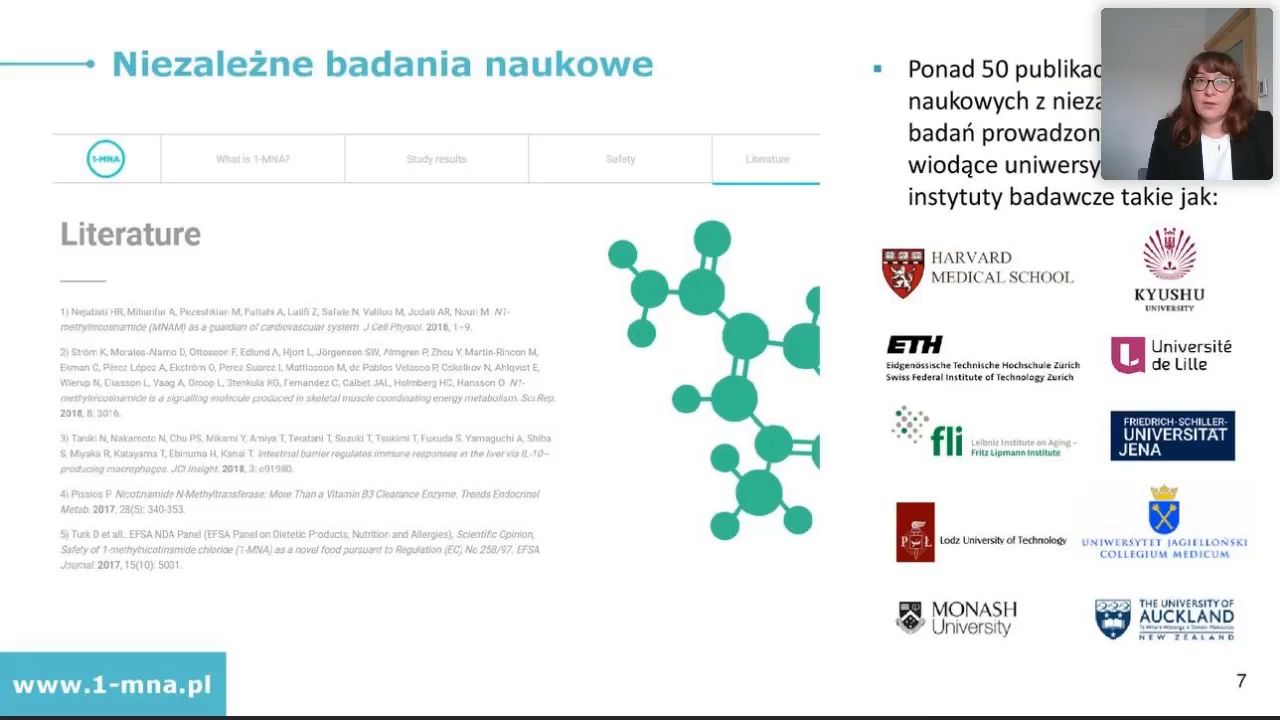 Niezależne badania naukowe
1-MNA
What is 1-MNA?
Study results
Safety
Literature
Literature
1) Nejabati HR, Mihanfar A, Pezeshkian M, Fattahi A, Latifi Z, Safaie N, Valiloo M, Jodati AR, Nouri M. N1-
methylnicotinamide (MNAM) as a guardian of cardiovascular system. J Cell Physiol. 2018, 1–9.
2) Ström K, Morales-Alamo D, Ottosson F, Edlund A, Hjort L, Jörgensen SW, Almgren P, Zhou Y, Martin-Rincon M,
Ekman C, Pérez López A, Ekström O, Perez Suarez I, Mattiasson M, de Pablos Velasco P, Oskolkov N, Ahlqvist E,
Wierup N, Eliasson L, Vaag A, Groop L, Stenkula KG, Fernandez C, Calbet JAL, Holmberg HC, Hansson O. N1-
methylnicotinamide is a signalling molecule produced in skeletal muscle coordinating energy metabolism. Sci Rep.
2018, 8, 3016.
3) Taniki N, Nakamoto N, Chu PS, Mikami Y, Amiya T, Teratani T, Suzuki T, Tsukimi T, Fukuda S, Yamaguchi A, Shiba
S, Miyake R, Katayama T, Ebinuma H, Kanai T. Intestinal barrier regulates immune responses in the liver via IL-10–
producing macrophages. JCI Insight. 2018, 3: e91980.
4) Pissios P. Nicotinamide N-Methyltransferase: More Than a Vitamin B3 Clearance Enzyme. Trends Endocrinol
Metab. 2017, 28(5): 340-353.
5) Turk D et all.. EFSA NDA Panel (EFSA Panel on Dietetic Products, Nutrition and Allergies), Scientific Opinion,
Safety of 1-methylnicotinamide chloride (1-MNA) as a novel food pursuant to Regulation (EC) No 258/97. EFSA
Journal. 2017, 15(10): 5001.
Ponad 50 publikac
naukowych z nieza
badań prowadzon
wiodące uniwersy
instytuty badawcze takie jak:
HARVARD
MEDICAL SCHOOL
KYUSHU
UNIVERSITY
ETH
Eidgenössische Technische Hochschule Zürich
Swiss Federal Institute of Technology Zurich
Université
de Lille
fli
Leibniz Institute on Aging –
Fritz Lipmann Institute
FRIEDRICH-SCHILLER-
UNIVERSITÄT
JENA
P Ł
Lodz University of Technology
UNIWERSYTET JAGIELLOŃSKI
COLLEGIUM MEDICUM
MONASH
University
THE UNIVERSITY OF
AUCKLAND
NEW ZEALAND
www.1-mna.pl
7